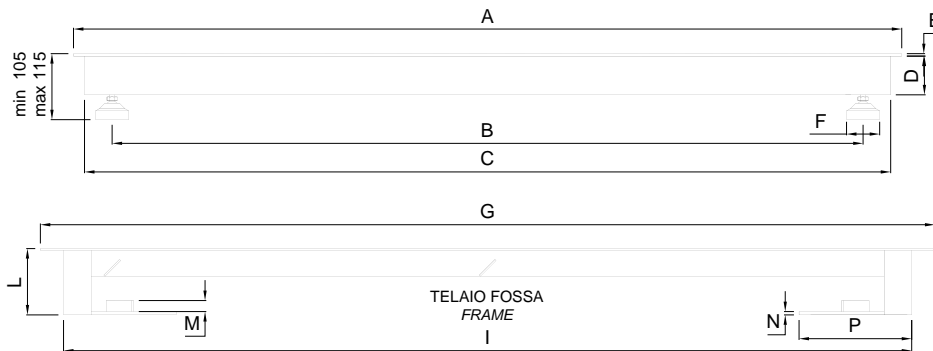 A
E
min 105
max 115
D
F
B
C
G
L
TELAIO FOSSA
FRAME
M
N
P
I